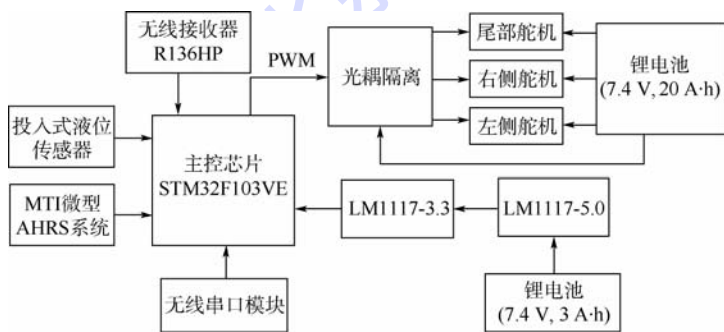 无线接收器
R136HP
PWM
光耦隔离
尾部舵机
右侧舵机
左侧舵机
锂电池
(7.4 V, 20 A·h)
投入式液位
传感器
主控芯片
STM32F103VE
MTI微型
AHRS系统
LM1117-3.3
LM1117-5.0
无线串口模块
锂电池
(7.4 V, 3 A·h)